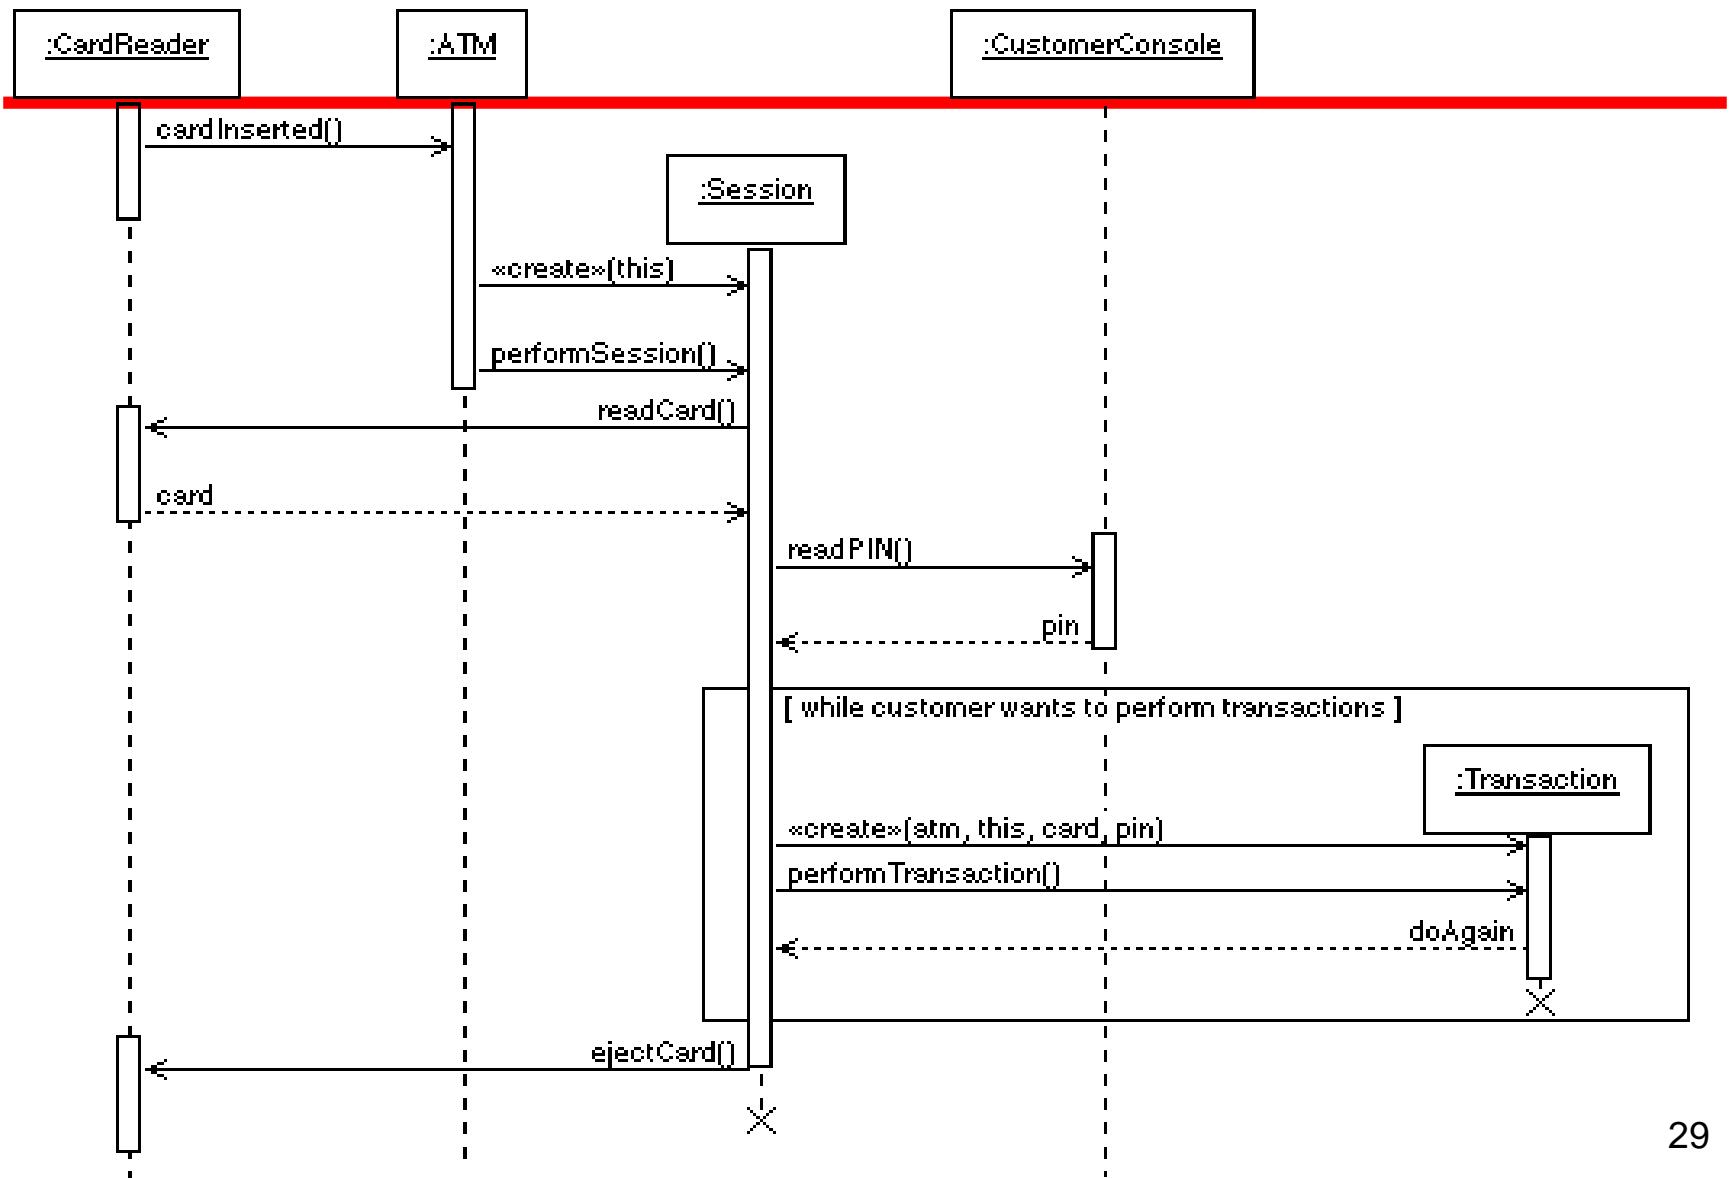 :CardReader
:ATM
:CustomerConsole
cardInserted()
:Session
«create»(this)
performSession()
readCard()
card
readPIN()
pin
[ while customer wants to perform transactions ]
:Transaction
«create»(atm, this, card, pin)
performTransaction()
doAgain
ejectCard()
29